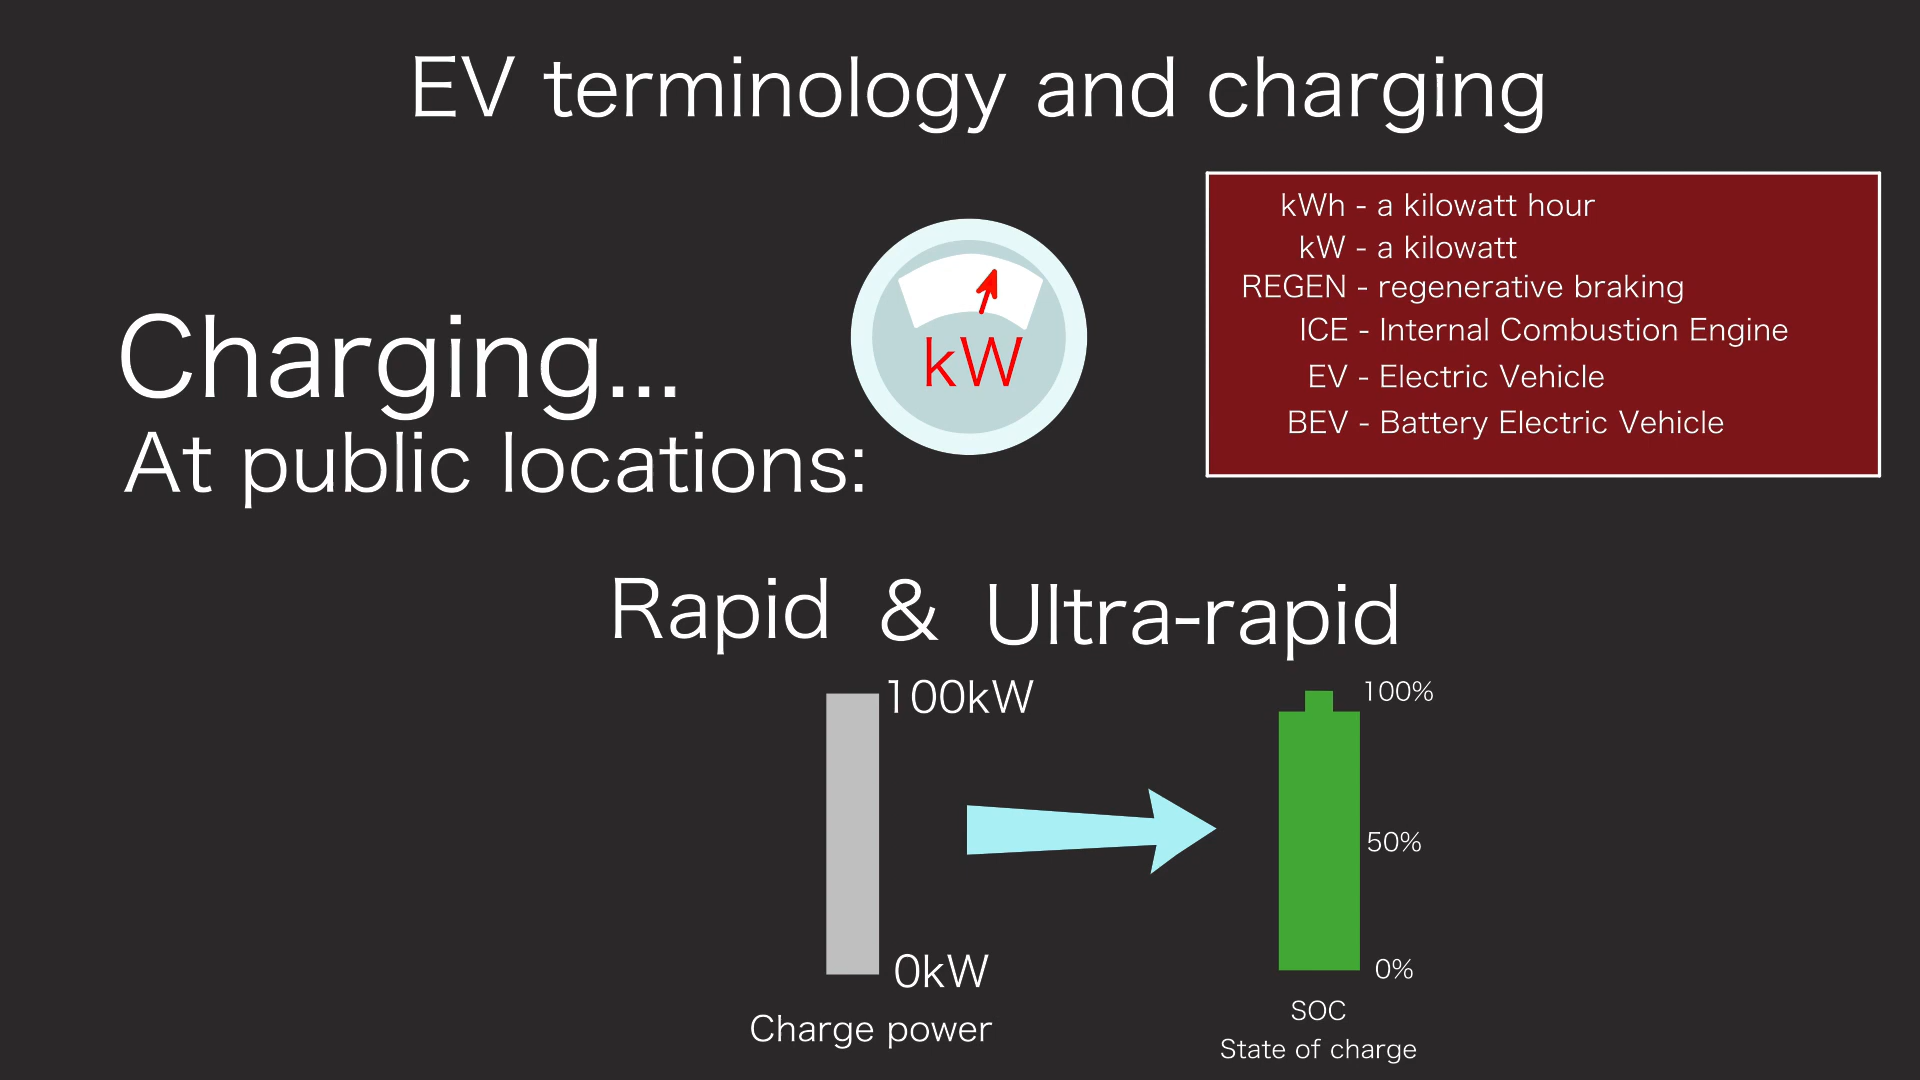 EV terminology and charging
kWh - a kilowatt hour
kW - a kilowatt
REGEN - regenerative braking
ICE - Internal Combustion Engine
EV - Electric Vehicle
BEV - Battery Electric Vehicle
kW
Charging...
At public locations:
Rapid & Ultra-rapid
100kW
0kW
Charge power
100%
50%
0%
SOC
State of charge